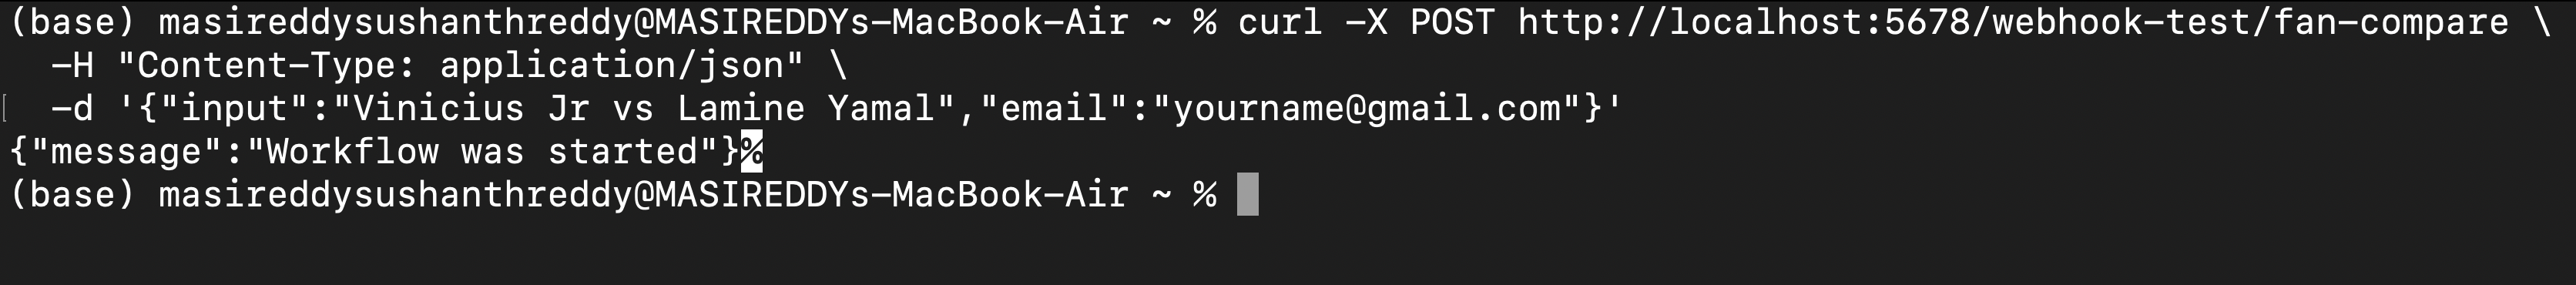 (base) masireddysushanthreddy@MASIREDDYs-MacBook-Air ~ % curl -X POST http://localhost:5678/webhook-test/fan-compare \
  -H "Content-Type: application/json" \
[  -d '{"input":"Vinicius Jr vs Lamine Yamal","email":"yourname@gmail.com"}'
{"message":"Workflow was started"}%
(base) masireddysushanthreddy@MASIREDDYs-MacBook-Air ~ %